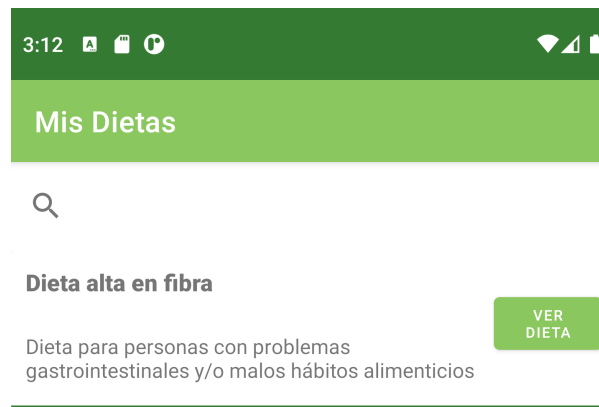 3:12
Mis Dietas
Dieta alta en fibra
VER
DIETA
Dieta para personas con problemas
gastrointestinales y/o malos hábitos alimenticios